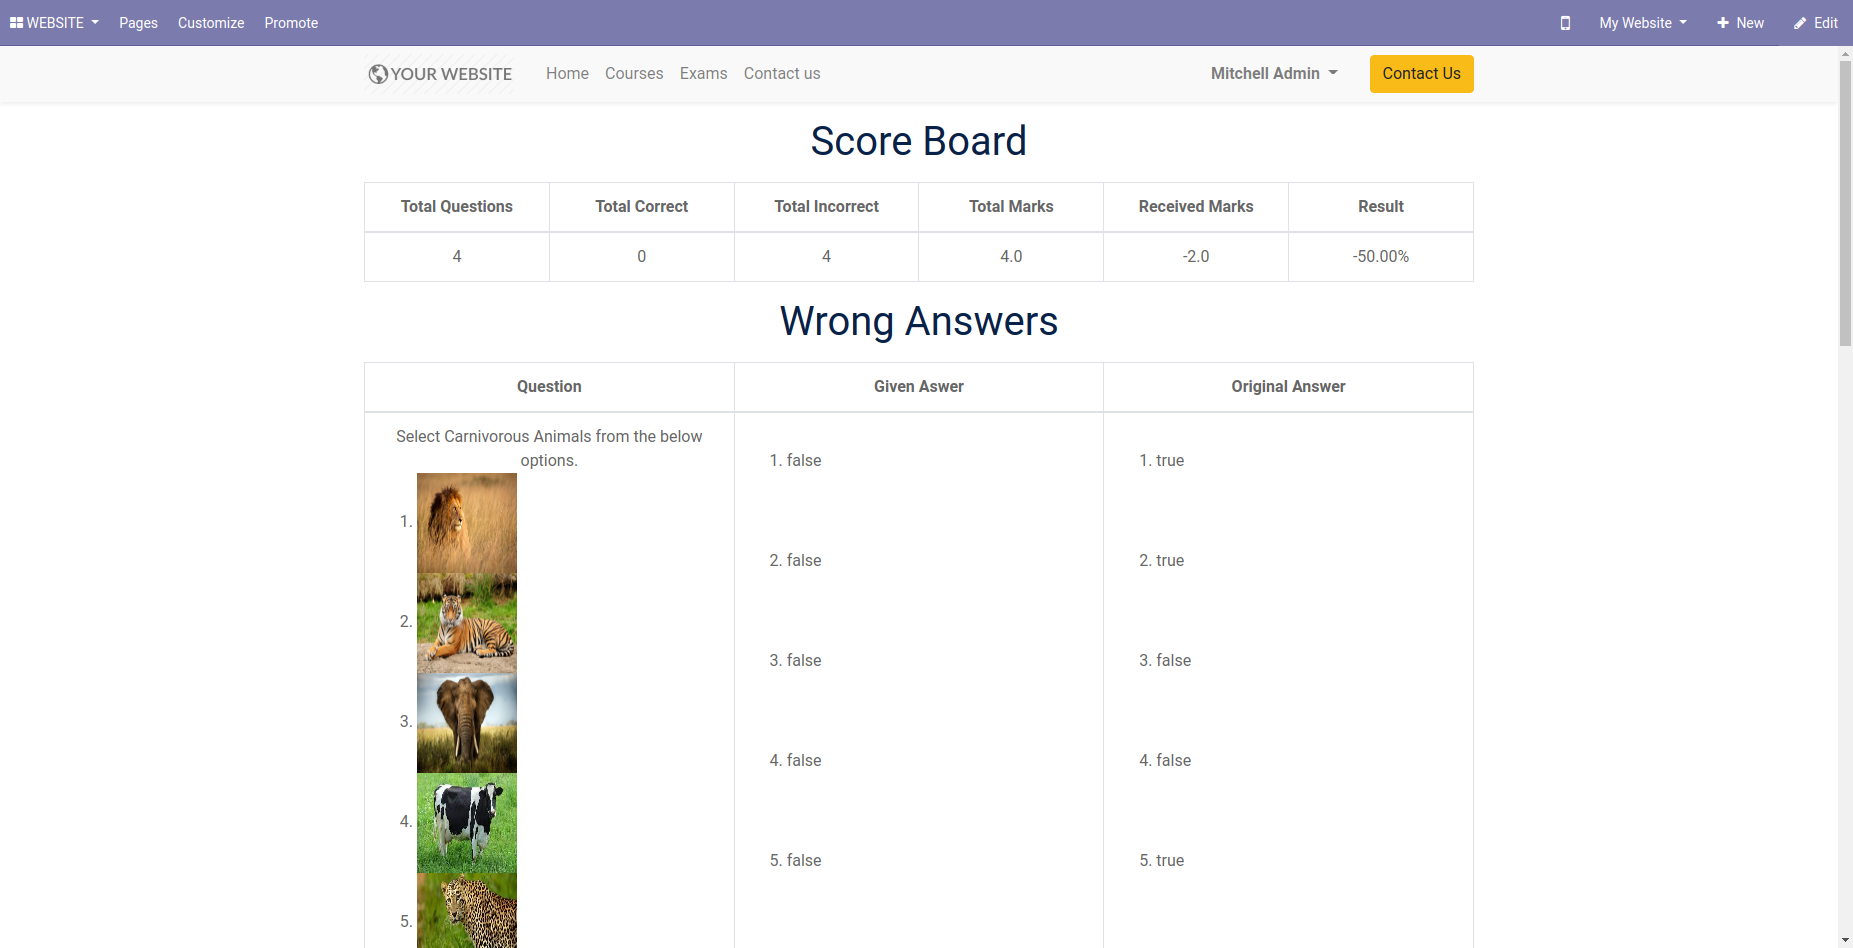 WEBSITE Pages Customize Promote My Website New Edit
YOUR WEBSITE Home Courses Exams Contact us Mitchell Admin Contact Us
Score Board
Total Questions Total Correct Total Incorrect Total Marks Received Marks Result
4 0 4 4.0 -2.0 -50.00%
Wrong Answers
Question Given Aswer Original Answer
Select Carnivorous Animals from the below
options.
1. false 1. true
1.
2. false 2. true
2.
3. false 3. false
3.
4. false 4. false
4.
5. false 5. true
5.